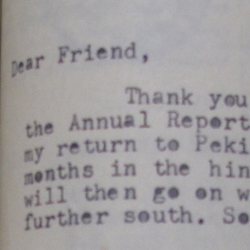 Dear Friend,
Thank you
the Annual Report
my return to Peki
months in the hin
will then go on w
further south. So